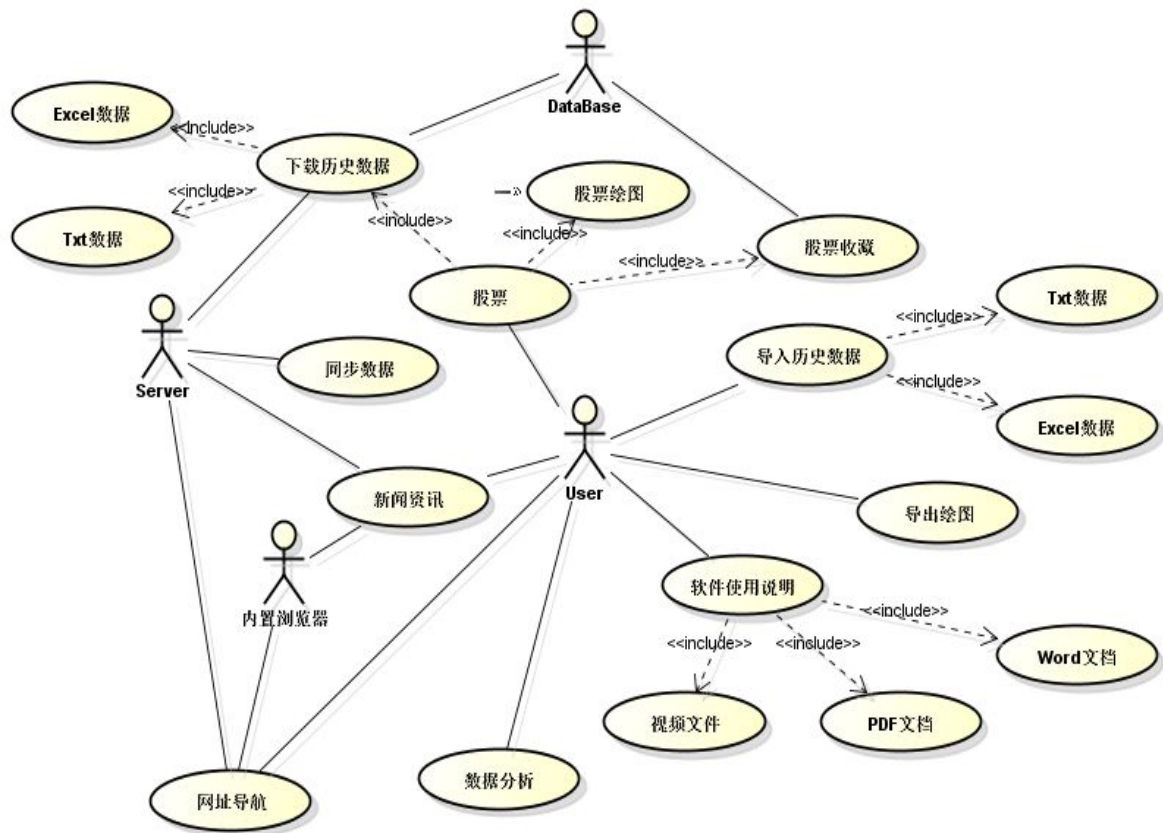 DataBase
Excel数据
<<include>>
下载历史数据
<<include>>
Txt数据
<<include>>
股票绘图
<<include>>
<<include>>
股票收藏
股票
Txt数据
<<include>>
导入历史数据
<<include>>
Excel数据
Server
同步数据
User
新闻资讯
导出绘图
内置浏览器
软件使用说明
<<include>>
<<include>>
<<include>>
Word文档
视频文件
PDF文档
数据分析
网址导航